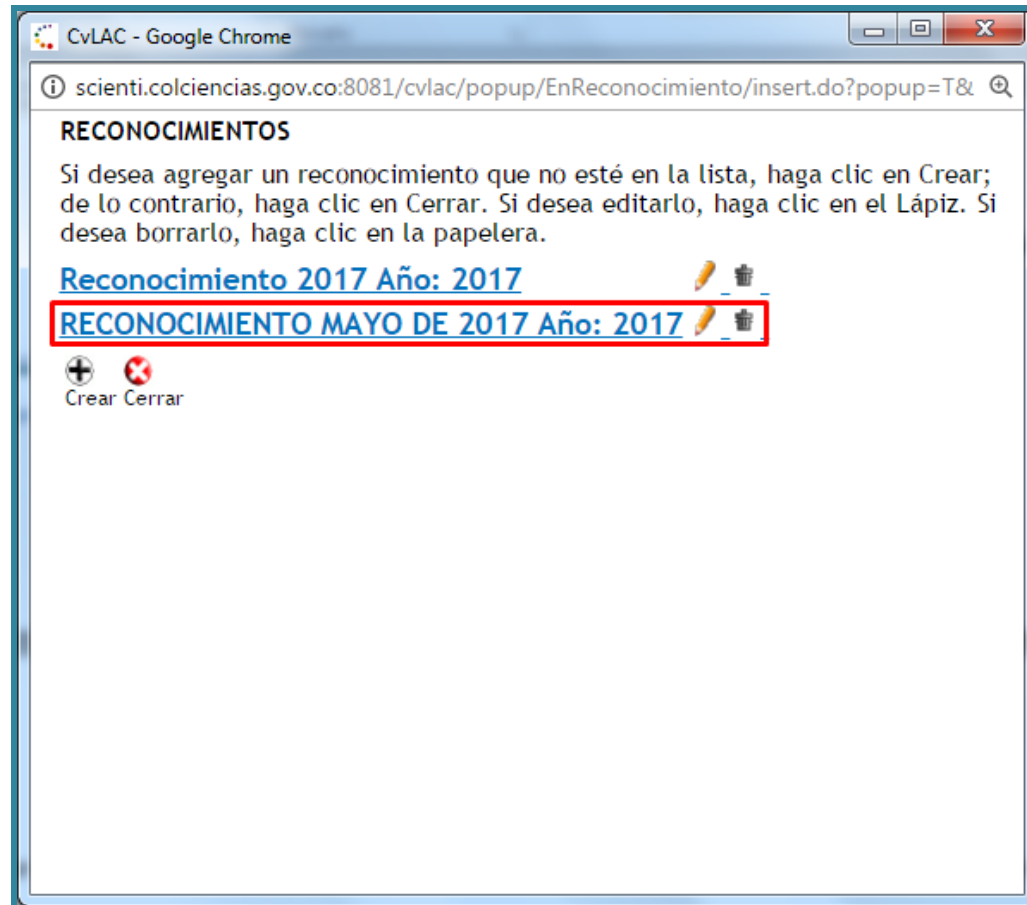 CvLAC - Google Chrome
scienti.colciencias.gov.co:8081/cvlac/popup/EnReconocimiento/insert.do?popup=T&
RECONOCIMIENTOS
Si desea agregar un reconocimiento que no esté en la lista, haga clic en Crear;
de lo contrario, haga clic en Cerrar. Si desea editarlo, haga clic en el Lápiz. Si
desea borrarlo, haga clic en la papelera.
Reconocimiento 2017 Año: 2017
RECONOCIMIENTO MAYO DE 2017 Año: 2017
Crear Cerrar